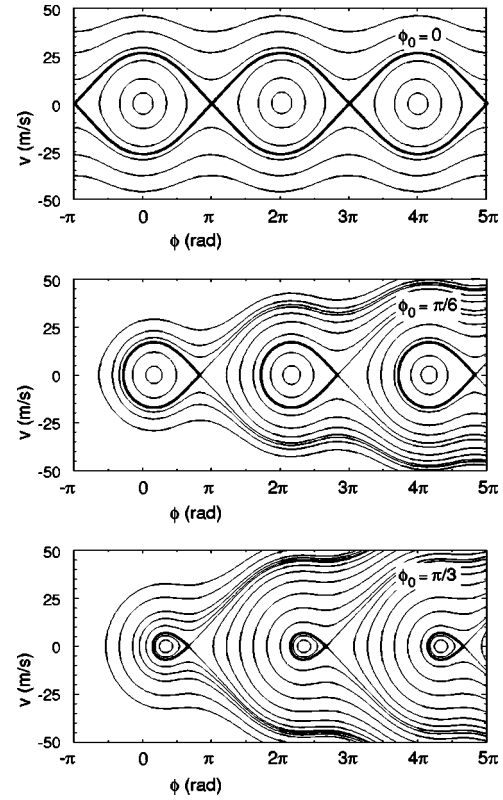 50
ϕ₀ = 0
25
0
-25
-50
v (m/s)
-π 0 π 2π 3π 4π 5π
ϕ (rad)
50
ϕ₀ = π/6
25
0
-25
-50
v (m/s)
-π 0 π 2π 3π 4π 5π
ϕ (rad)
50
ϕ₀ = π/3
25
0
-25
-50
v (m/s)
-π 0 π 2π 3π 4π 5π
ϕ (rad)